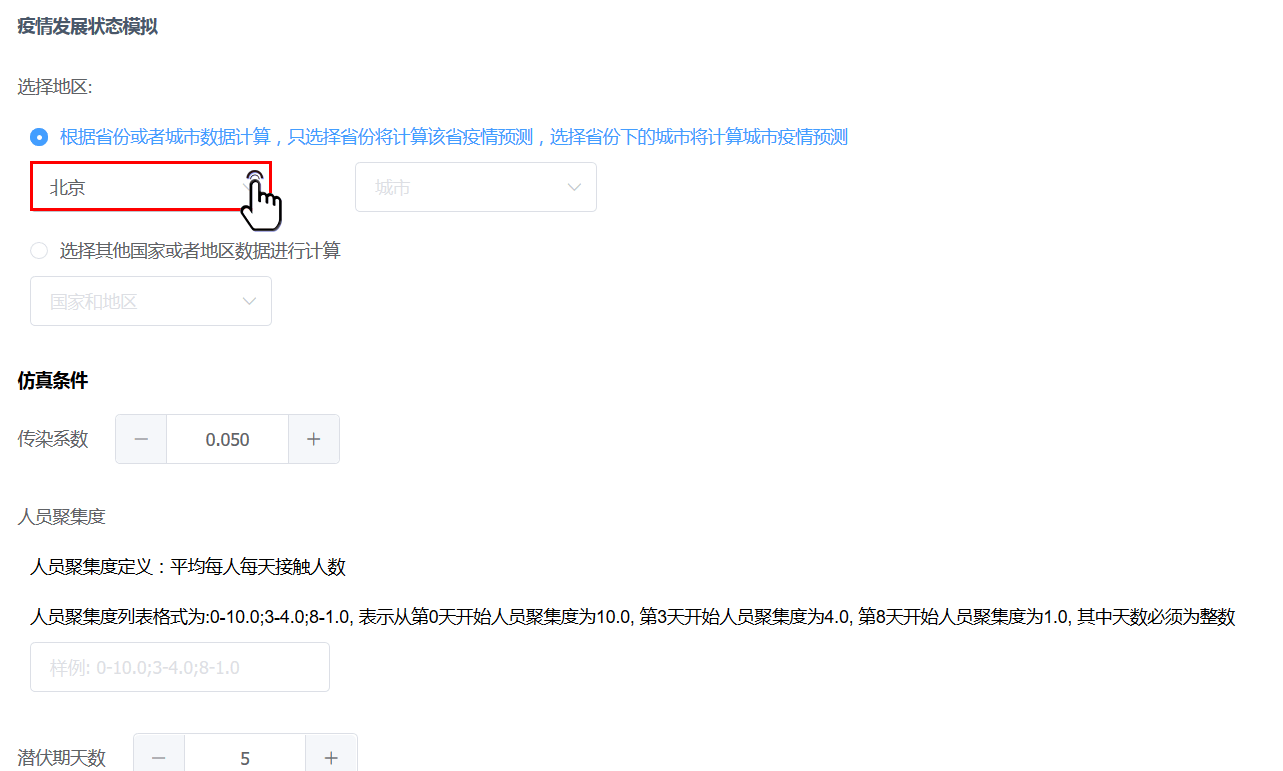 疫情发展状态模拟
选择地区:
根据省份或者城市数据计算，只选择省份将计算该省疫情预测，选择省份下的城市将计算城市疫情预测
北京
城市
选择其他国家或者地区数据进行计算
国家和地区
仿真条件
传染系数 — 0.050 +
人员聚集度
人员聚集度定义：平均每人每天接触人数
人员聚集度列表格式为:0-10.0;3-4.0;8-1.0, 表示从第0天开始人员聚集度为10.0, 第3天开始人员聚集度为4.0, 第8天开始人员聚集度为1.0, 其中天数必须为整数
样例: 0-10.0;3-4.0;8-1.0
潜伏期天数 — 5 +